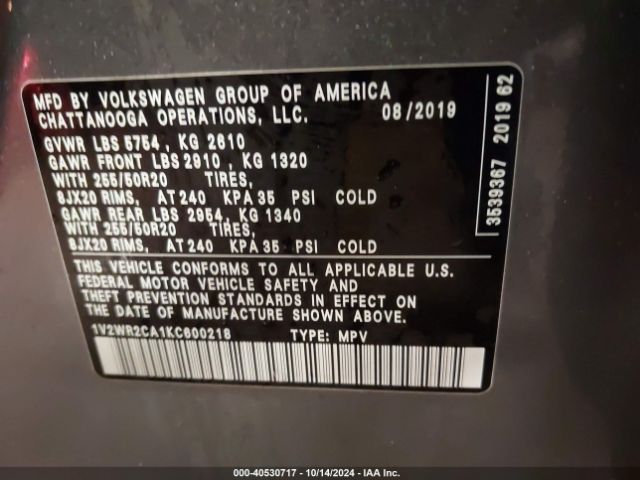 MFD BY VOLKSWAGEN GROUP OF AMERICA
CHATTANOOGA OPERATIONS, LLC. 08/2019
GVWR LBS 5754 , KG 2610
GAWR FRONT LBS 2910 , KG 1320
WITH 255/50R20 TIRES,
8JX20 RIMS, AT 240 KPA 35 PSI COLD
GAWR REAR LBS 2954, KG 1340
WITH 255/50R20 TIRES,
8JX20 RIMS, AT 240 KPA 35 PSI COLD
THIS VEHICLE CONFORMS TO ALL APPLICABLE U.S.
FEDERAL MOTOR VEHICLE SAFETY AND
THEFT PREVENTION STANDARDS IN EFFECT ON
THE DATE OF MANUFACTURE SHOWN ABOVE.
1V2WR2CA1KC600218 TYPE: MPV
3539367 2019 62
000-40530717 - 10/14/2024 - IAA Inc.